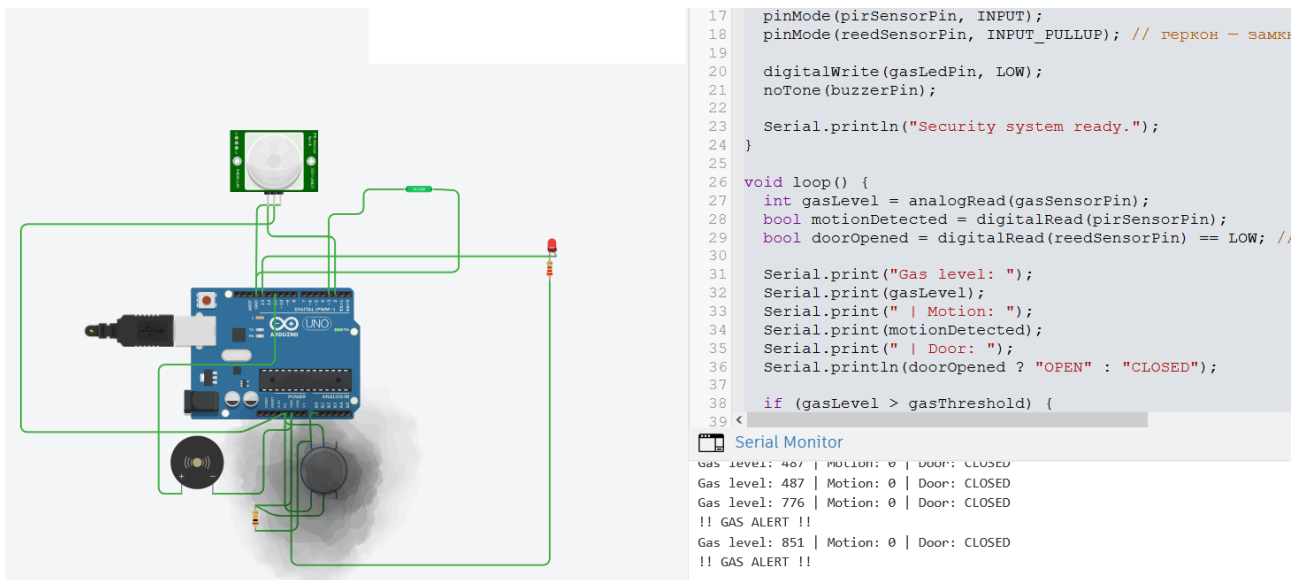 DIGITAL (PWM~)
UNO
ARDUINO
POWER
ANALOG IN
17 pinMode(pirSensorPin, INPUT);
18 pinMode(reedSensorPin, INPUT_PULLUP); // геркон — замк
19
20 digitalWrite(gasLedPin, LOW);
21 noTone(buzzerPin);
22
23 Serial.println("Security system ready.");
24 }
25
26 void loop() {
27 int gasLevel = analogRead(gasSensorPin);
28 bool motionDetected = digitalRead(pirSensorPin);
29 bool doorOpened = digitalRead(reedSensorPin) == LOW; //
30
31 Serial.print("Gas level: ");
32 Serial.print(gasLevel);
33 Serial.print(" | Motion: ");
34 Serial.print(motionDetected);
35 Serial.print(" | Door: ");
36 Serial.println(doorOpened ? "OPEN" : "CLOSED");
37
38 if (gasLevel > gasThreshold) {
39
Serial Monitor
Gas level: 487 | Motion: 0 | Door: CLOSED
Gas level: 487 | Motion: 0 | Door: CLOSED
Gas level: 776 | Motion: 0 | Door: CLOSED
!! GAS ALERT !!
Gas level: 851 | Motion: 0 | Door: CLOSED
!! GAS ALERT !!